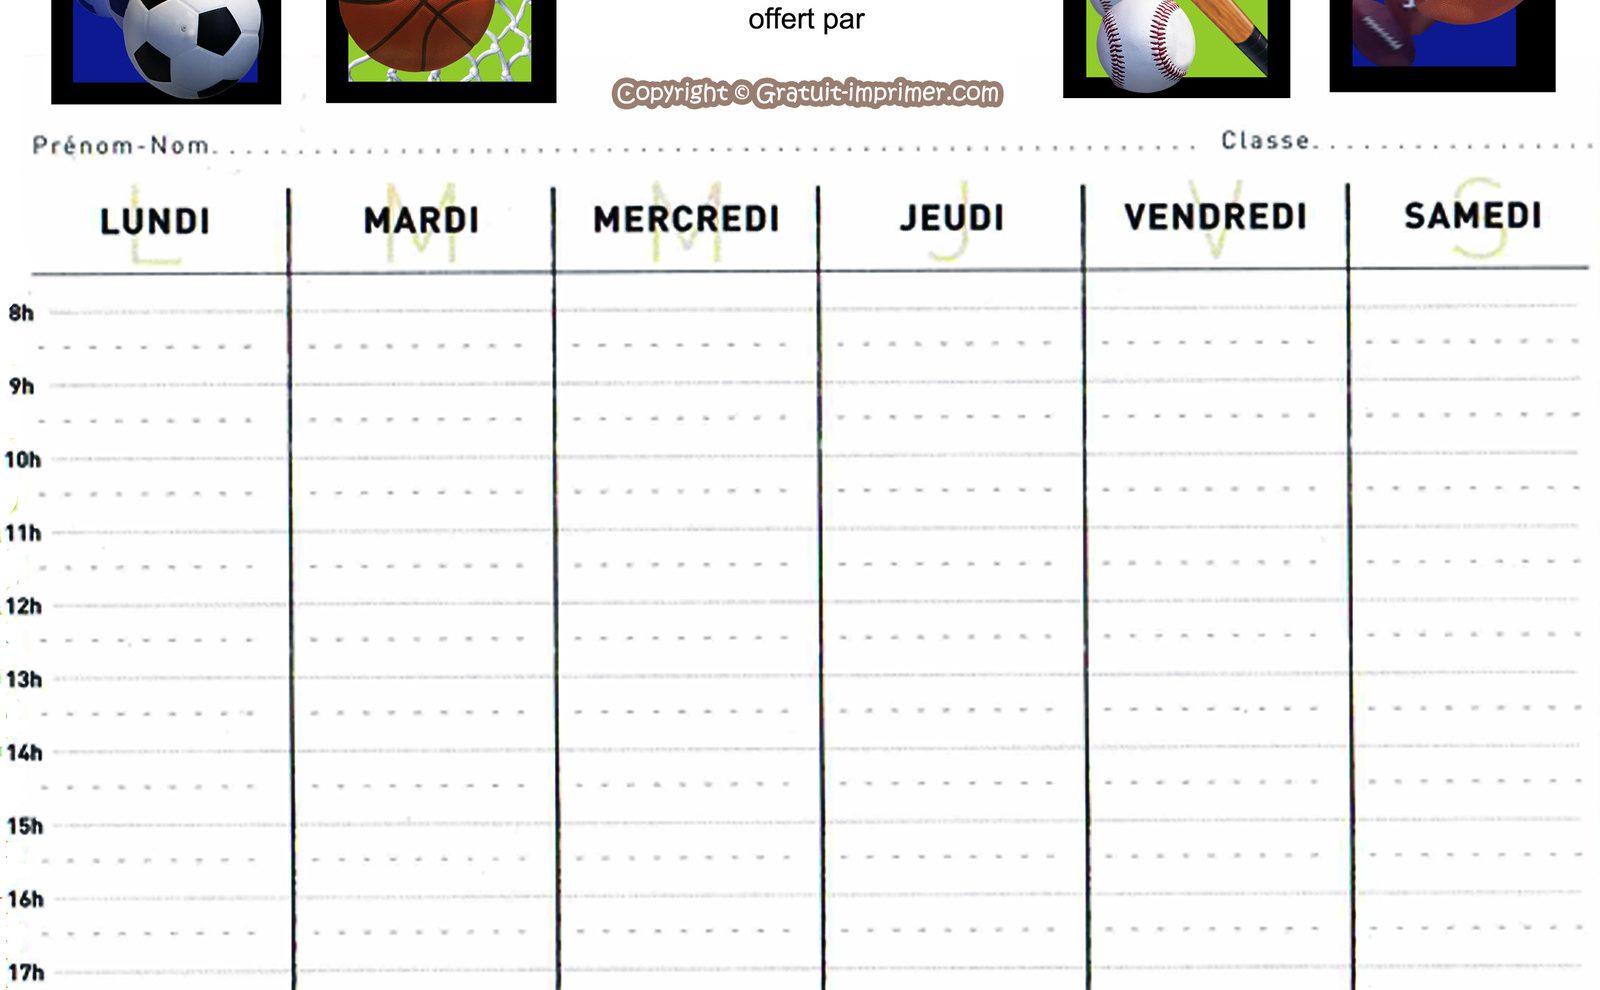 offert par
Copyright © Gratuit-imprimer.com
Prénom-Nom.................................................. Classe.................
LUNDI MARDI MERCREDI JEUDI VENDREDI SAMEDI
L M M J V S
8h
9h
10h
11h
12h
13h
14h
15h
16h
17h